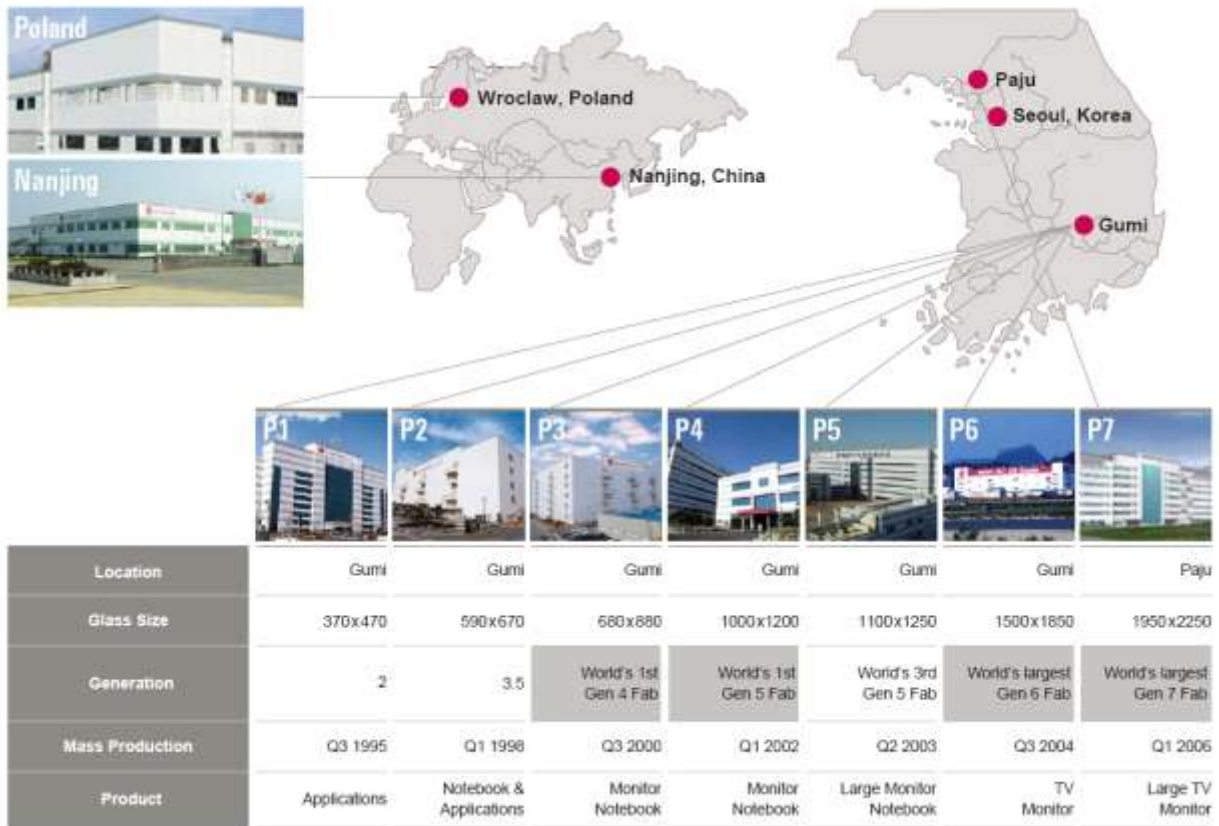 Poland
Wroclaw, Poland
Nanjing
Nanjing, China
Paju
Seoul, Korea
Gumi
P1 P2 P3 P4 P5 P6 P7
Location Gumi Gumi Gumi Gumi Gumi Gumi Paju
Glass Size 370x470 590x670 680x880 1000x1200 1100x1250 1500x1850 1950x2250
Generation 2 3.5 World's 1st Gen 4 Fab World's 1st Gen 5 Fab World's 3rd Gen 5 Fab World's largest Gen 6 Fab World's largest Gen 7 Fab
Mass Production Q3 1995 Q1 1998 Q3 2000 Q1 2002 Q2 2003 Q3 2004 Q1 2006
Product Applications Notebook & Applications Monitor Notebook Monitor Notebook Large Monitor Notebook TV Monitor Large TV Monitor